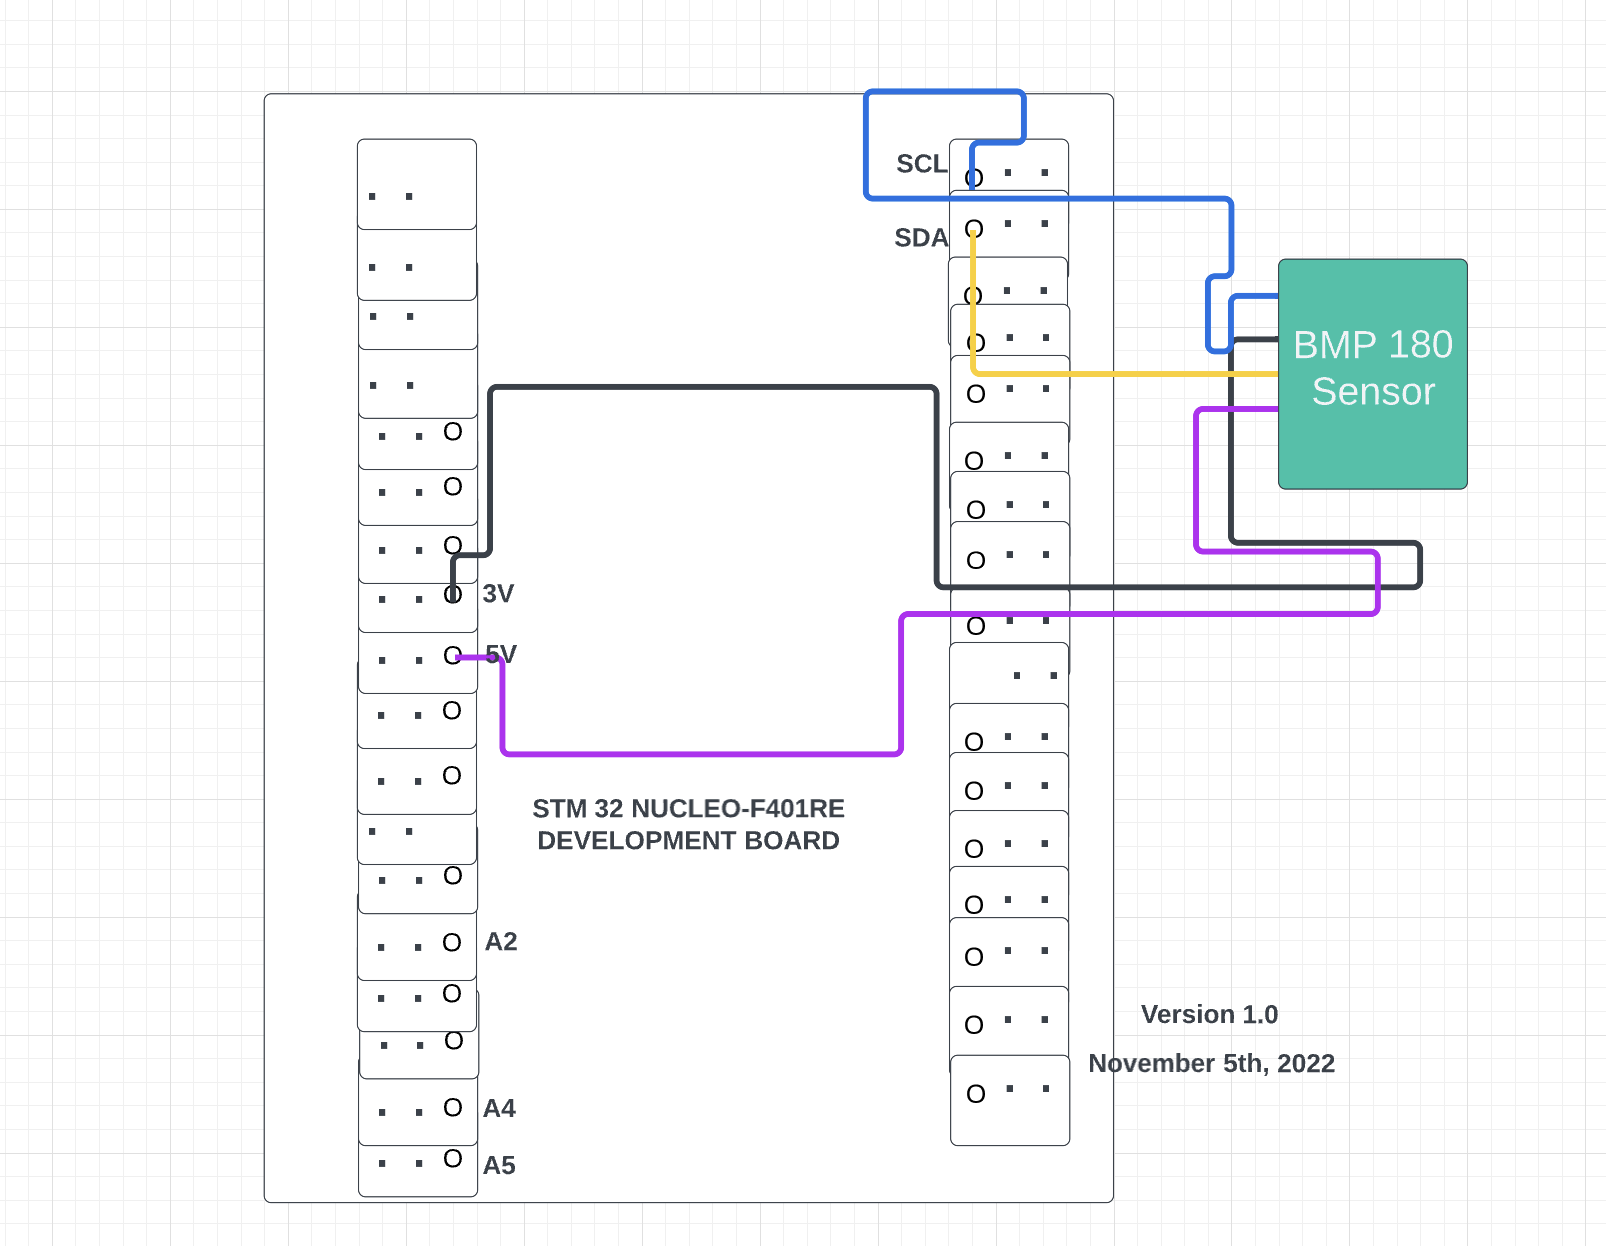 SCL
SDA
BMP 180
Sensor
3V
5V
STM 32 NUCLEO-F401RE
DEVELOPMENT BOARD
A2
Version 1.0
November 5th, 2022
A4
A5